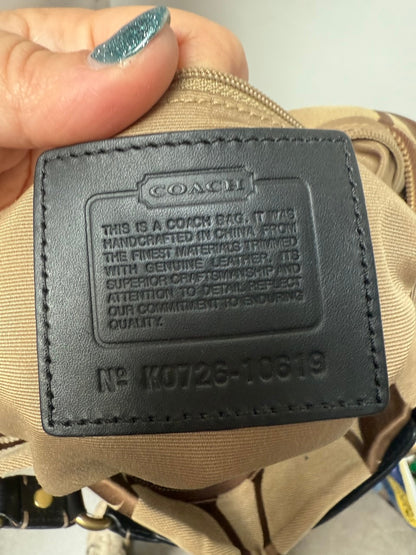 COACH
THIS IS A COACH BAG. IT WAS
HANDCRAFTED IN CHINA, FROM
THE FINEST MATERIALS TRIMMED
WITH GENUINE LEATHER. ITS
SUPERIOR CRAFTSMANSHIP AND
ATTENTION TO DETAIL REFLECT
OUR COMMITMENT TO ENDURING
QUALITY.
Nº K0726-10619